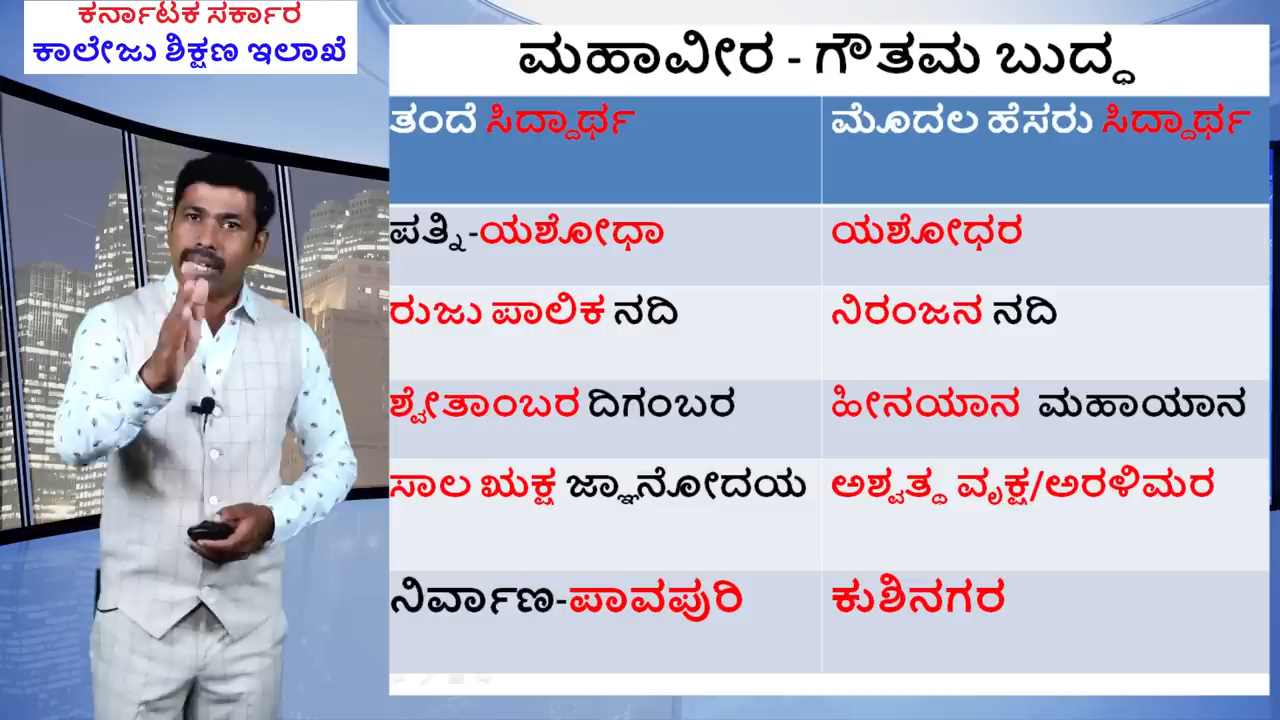 ಕರ್ನಾಟಕ ಸರ್ಕಾರ
ಕಾಲೇಜು ಶಿಕ್ಷಣ ಇಲಾಖೆ
ಮಹಾವೀರ - ಗೌತಮ ಬುದ್ಧ
ತಂದೆ ಸಿದ್ದಾರ್ಥ ಮೊದಲ ಹೆಸರು ಸಿದ್ದಾರ್ಥ
ಪತ್ನಿ -ಯಶೋಧಾ ಯಶೋಧರ
ರುಜು ಪಾಲಿಕ ನದಿ ನಿರಂಜನ ನದಿ
ಶ್ವೇತಾಂಬರ ದಿಗಂಬರ ಹೀನಯಾನ ಮಹಾಯಾನ
ಸಾಲ ಋಕ್ಷ ಜ್ಞಾನೋದಯ ಅಶ್ವತ್ಥ ವೃಕ್ಷ/ಅರಳಿಮರ
ನಿರ್ವಾಣ-ಪಾವಪುರಿ ಕುಶಿನಗರ